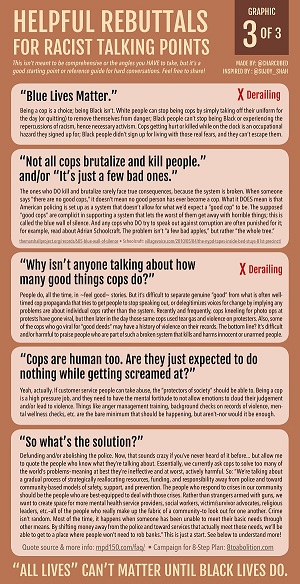 HELPFUL REBUTTALS
FOR RACIST TALKING POINTS
This isn't meant to be comprehensive or the angles you HAVE to take, but it's a
good starting point or reference guide for hard conversations. Feel free to share!
GRAPHIC
3 OF 3
MADE BY: @CHARCUBED
INSPIRED BY: @SUJOY_SHAH
"Blue Lives Matter."
X Derailing
Being a cop is a choice; being Black isn't. White people can stop being cops by simply taking off their uniform for
the day (or quitting) to remove themselves from danger; Black people can't stop being Black or experiencing the
repercussions of racism, hence necessary activism. Cops getting hurt or killed while on the clock is an occupational
hazard they signed up for; Black people didn't sign up for living with those real fears, and they can't escape them.
"Not all cops brutalize and kill people."
and/or "It's just a few bad ones."
The ones who DO kill and brutalize rarely face true consequences, because the system is broken. When someone
says "there are no good cops," it doesn't mean no good person has ever become a cop. What it DOES mean is that
American policing is set up as a system that doesn't allow for what we'd expect a "good cop" to be. The supposed
"good cops" are complicit in supporting a system that lets the worst of them get away with horrible things; this is
called the blue wall of silence. And any cops who DO try to speak out against corruption are often punished for it;
for example, read about Adrian Schoolcraft. The problem isn't "a few bad apples," but rather "the whole tree."
"Why isn't anyone talking about how
many good things cops do?"
X Derailing
People do, all the time, in ~feel good~ stories. But it's difficult to separate genuine "good" from what is often well-
timed cop propaganda that tries to get people to stop speaking out, or delegitimizes voices for change by implying any
problems are about individual cops rather than the system. Recently and frequently, cops kneeling for photo ops at
protests have gone viral, but then later in the day those same cops used tear gas and violence on protesters. Also, some
of the cops who go viral for "good deeds" may have a history of violence on their records. The bottom line? It's difficult
and/or harmful to praise people who are part of such a broken system that kills and harms innocent or unarmed people.
"Cops are human too. Are they just expected to do
nothing while getting screamed at?"
Yeah, actually. If customer service people can take abuse, the "protectors of society" should be able to. Being a cop
is a high pressure job, and they need to have the mental fortitude to not allow emotions to cloud their judgement
and/or lead to violence. Things like anger management training, background checks on records of violence, men-
tal wellness checks, etc. are the bare minimum that should be happening, but aren't–nor would it be enough.
"So what's the solution?"
Defunding and/or abolishing the police. Now, that sounds crazy if you've never heard of it before... but allow me
to quote the people who know what they're talking about. Essentially, we currently ask cops to solve too many of
the world's problems–meaning at best they're ineffective and at worst, actively harmful. So: "We're talking about
a gradual process of strategically reallocating resources, funding, and responsibility away from police and toward
community-based models of safety, support, and prevention. The people who respond to crises in our community
should be the people who are best-equipped to deal with those crises. Rather than strangers armed with guns, we
want to create space for more mental health service providers, social workers, victim/survivor advocates, religious
leaders, etc.–all of the people who really make up the fabric of a community–to look out for one another. Crime
isn't random. Most of the time, it happens when someone has been unable to meet their basic needs through
other means. By shifting money away from the police and toward services that actually meet those needs, we'll be
able to get to a place where people won't need to rob banks." This is just a start. See below to understand more!
Quote source & more info: mpd150.com/faq/ • Campaign for 8-Step Plan: 8toabolition.com
"ALL LIVES" CAN'T MATTER UNTIL BLACK LIVES DO.